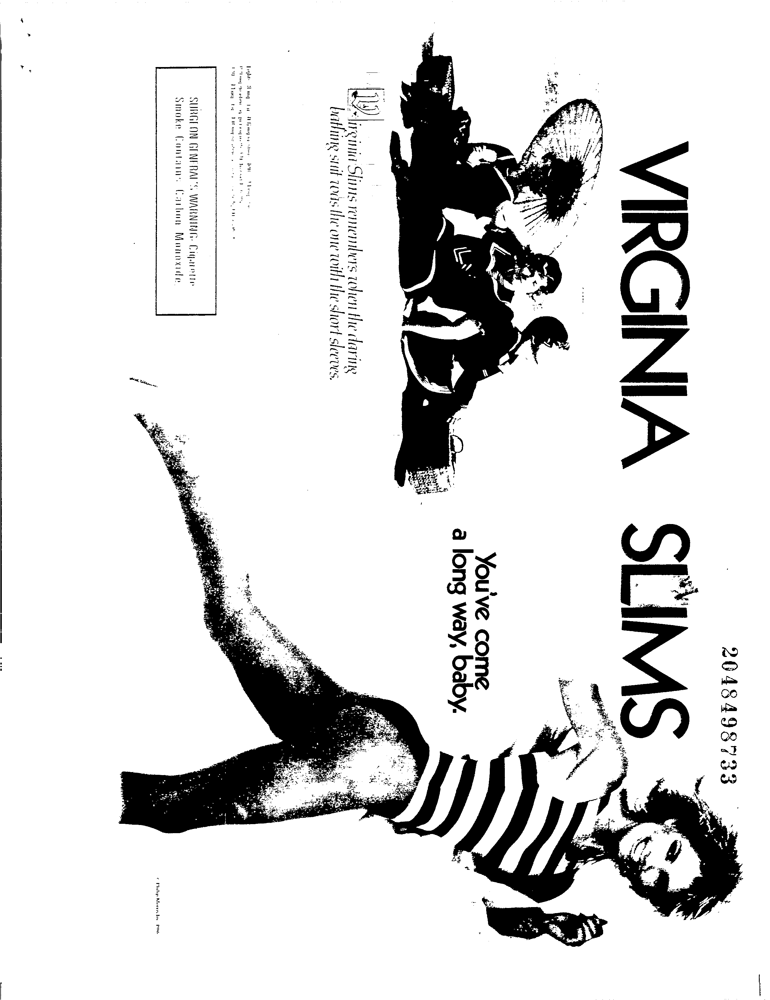 2048498733
VIRGINIA SLIMS
You've come
a long way, baby.
Virginia Slims remembers when the daring
bathing suit was the one with the short sleeves.
SURGEON GENERAL'S WARNING: Cigarette
Smoke Contains Carbon Monoxide.